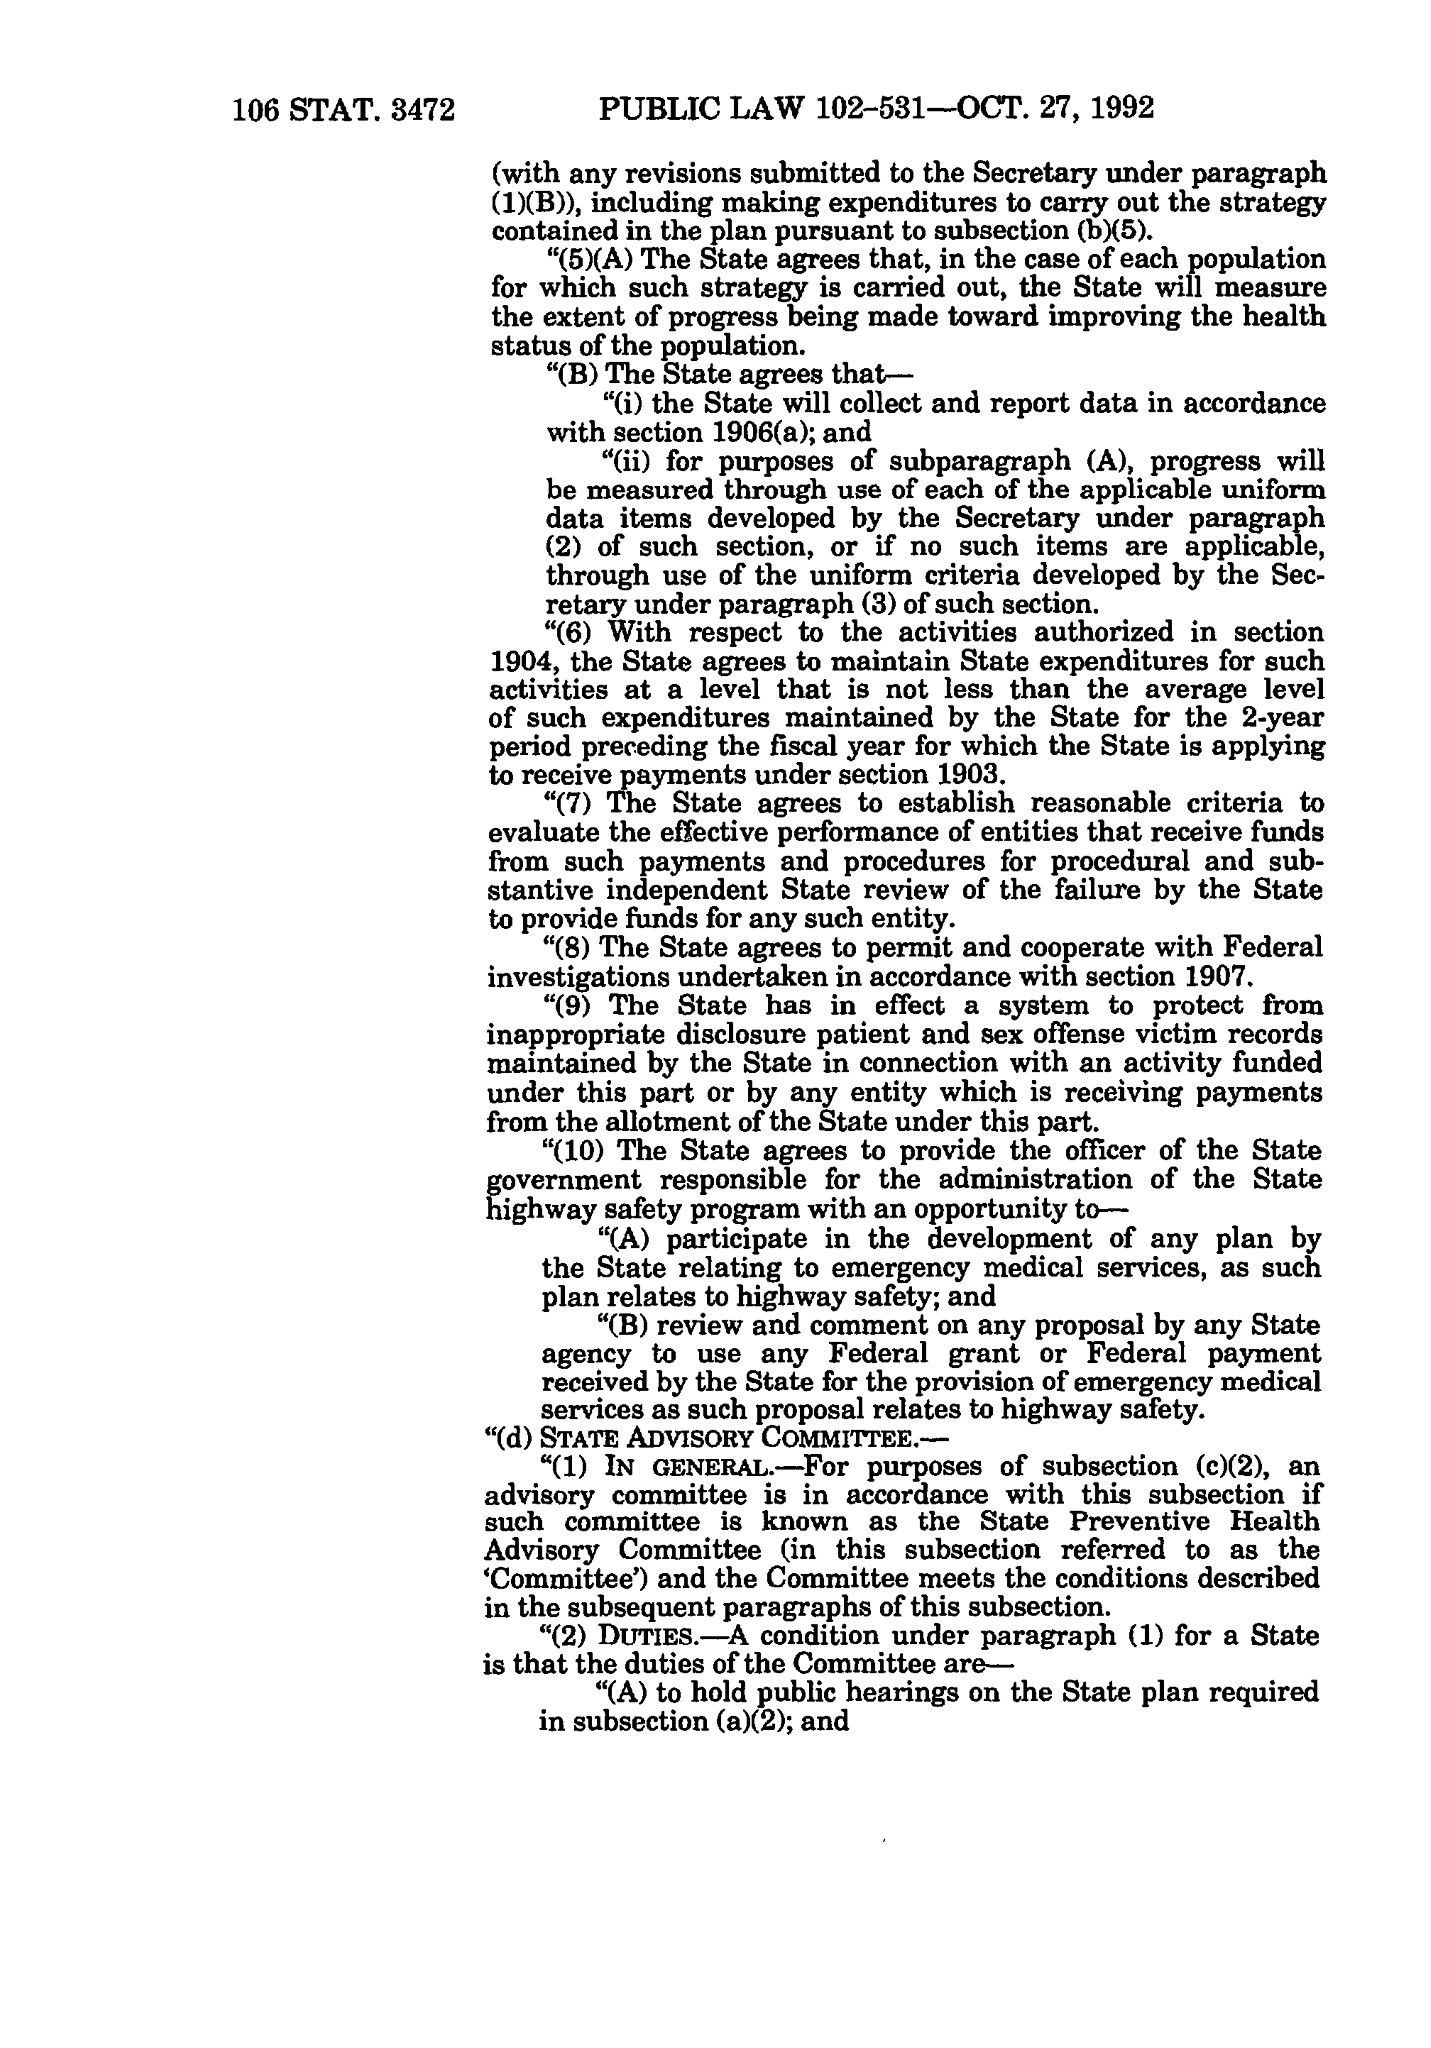 106 STAT. 3472 PUBLIC LAW 102–531—OCT. 27, 1992
(with any revisions submitted to the Secretary under paragraph
(1)(B)), including making expenditures to carry out the strategy
contained in the plan pursuant to subsection (b)(5).
“(5)(A) The State agrees that, in the case of each population
for which such strategy is carried out, the State will measure
the extent of progress being made toward improving the health
status of the population.
“(B) The State agrees that—
“(i) the State will collect and report data in accordance
with section 1906(a); and
“(ii) for purposes of subparagraph (A), progress will
be measured through use of each of the applicable uniform
data items developed by the Secretary under paragraph
(2) of such section, or if no such items are applicable,
through use of the uniform criteria developed by the Sec-
retary under paragraph (3) of such section.
“(6) With respect to the activities authorized in section
1904, the State agrees to maintain State expenditures for such
activities at a level that is not less than the average level
of such expenditures maintained by the State for the 2-year
period preceding the fiscal year for which the State is applying
to receive payments under section 1903.
“(7) The State agrees to establish reasonable criteria to
evaluate the effective performance of entities that receive funds
from such payments and procedures for procedural and sub-
stantive independent State review of the failure by the State
to provide funds for any such entity.
“(8) The State agrees to permit and cooperate with Federal
investigations undertaken in accordance with section 1907.
“(9) The State has in effect a system to protect from
inappropriate disclosure patient and sex offense victim records
maintained by the State in connection with an activity funded
under this part or by any entity which is receiving payments
from the allotment of the State under this part.
“(10) The State agrees to provide the officer of the State
government responsible for the administration of the State
highway safety program with an opportunity to—
“(A) participate in the development of any plan by
the State relating to emergency medical services, as such
plan relates to highway safety; and
“(B) review and comment on any proposal by any State
agency to use any Federal grant or Federal payment
received by the State for the provision of emergency medical
services as such proposal relates to highway safety.
“(d) STATE ADVISORY COMMITTEE.—
“(1) IN GENERAL.—For purposes of subsection (c)(2), an
advisory committee is in accordance with this subsection if
such committee is known as the State Preventive Health
Advisory Committee (in this subsection referred to as the
‘Committee’) and the Committee meets the conditions described
in the subsequent paragraphs of this subsection.
“(2) DUTIES.—A condition under paragraph (1) for a State
is that the duties of the Committee are—
“(A) to hold public hearings on the State plan required
in subsection (a)(2); and